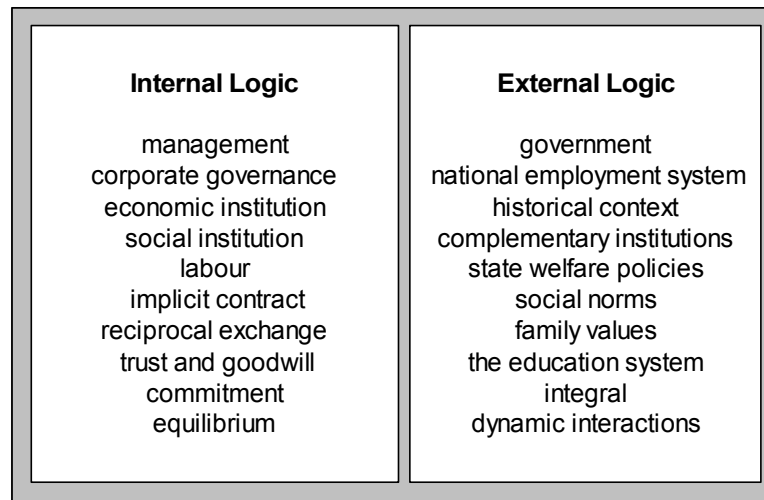 Internal Logic
management
corporate governance
economic institution
social institution
labour
implicit contract
reciprocal exchange
trust and goodwill
commitment
equilibrium
External Logic
government
national employment system
historical context
complementary institutions
state welfare policies
social norms
family values
the education system
integral
dynamic interactions